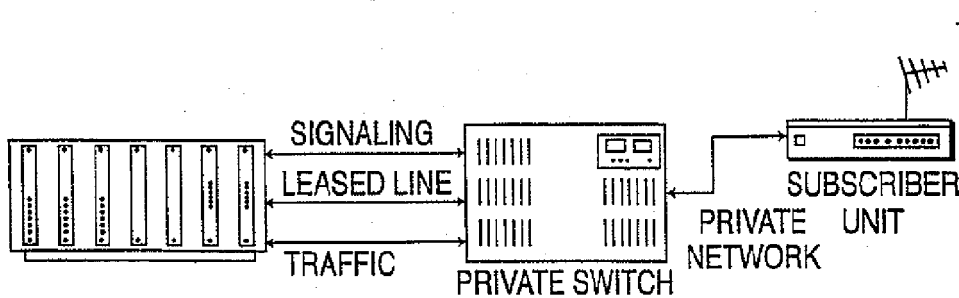 SIGNALING
LEASED LINE
TRAFFIC
PRIVATE SWITCH
PRIVATE
NETWORK
SUBSCRIBER
UNIT